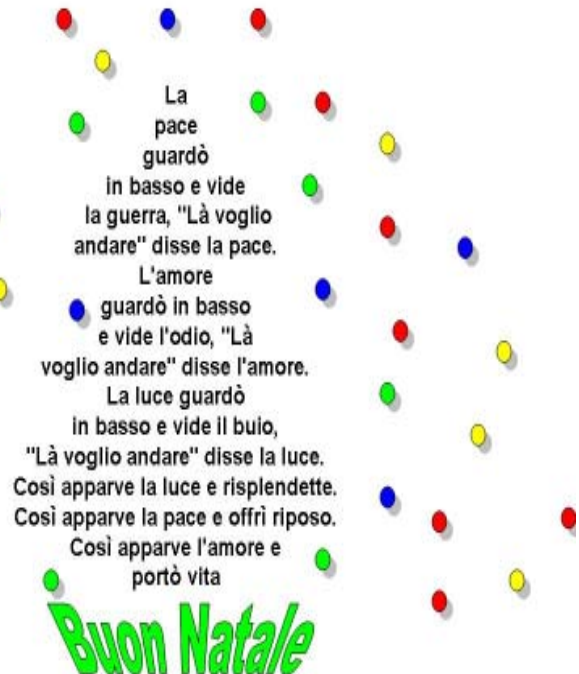 La
pace
guardò
in basso e vide
la guerra, "Là voglio
andare" disse la pace.
L'amore
guardò in basso
e vide l'odio, "Là
voglio andare" disse l'amore.
La luce guardò
in basso e vide il buio,
"Là voglio andare" disse la luce.
Così apparve la luce e risplendette.
Così apparve la pace e offrì riposo.
Così apparve l'amore e
portò vita
Buon Natale